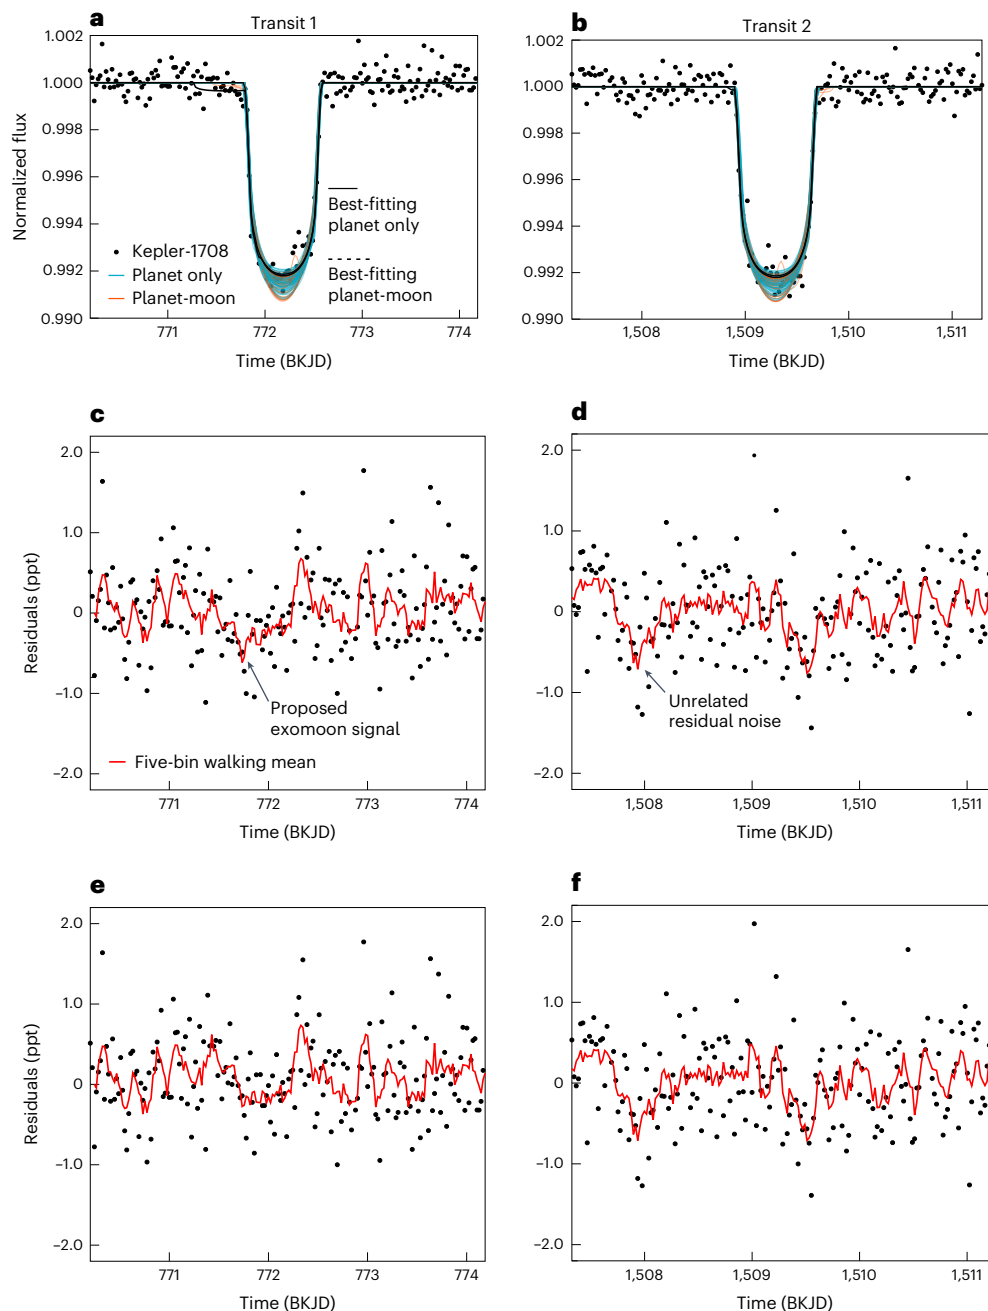 a
Transit 1
1.002
1.000
0.998
0.996
0.994
0.992
0.990
Normalized flux
Kepler-1708
Planet only
Planet-moon
Best-fitting
planet only
Best-fitting
planet-moon
771
772
773
774
Time (BKJD)
b
Transit 2
1.002
1.000
0.998
0.996
0.994
0.992
0.990
1,508
1,509
1,510
1,511
Time (BKJD)
c
2.0
1.0
0
−1.0
−2.0
Residuals (ppt)
Proposed
exomoon signal
Five-bin walking mean
771
772
773
774
Time (BKJD)
d
2.0
1.0
0
−1.0
−2.0
Unrelated
residual noise
1,508
1,509
1,510
1,511
Time (BKJD)
e
2.0
1.0
0
−1.0
−2.0
Residuals (ppt)
771
772
773
774
Time (BKJD)
f
2.0
1.0
0
−1.0
−2.0
1,508
1,509
1,510
1,511
Time (BKJD)